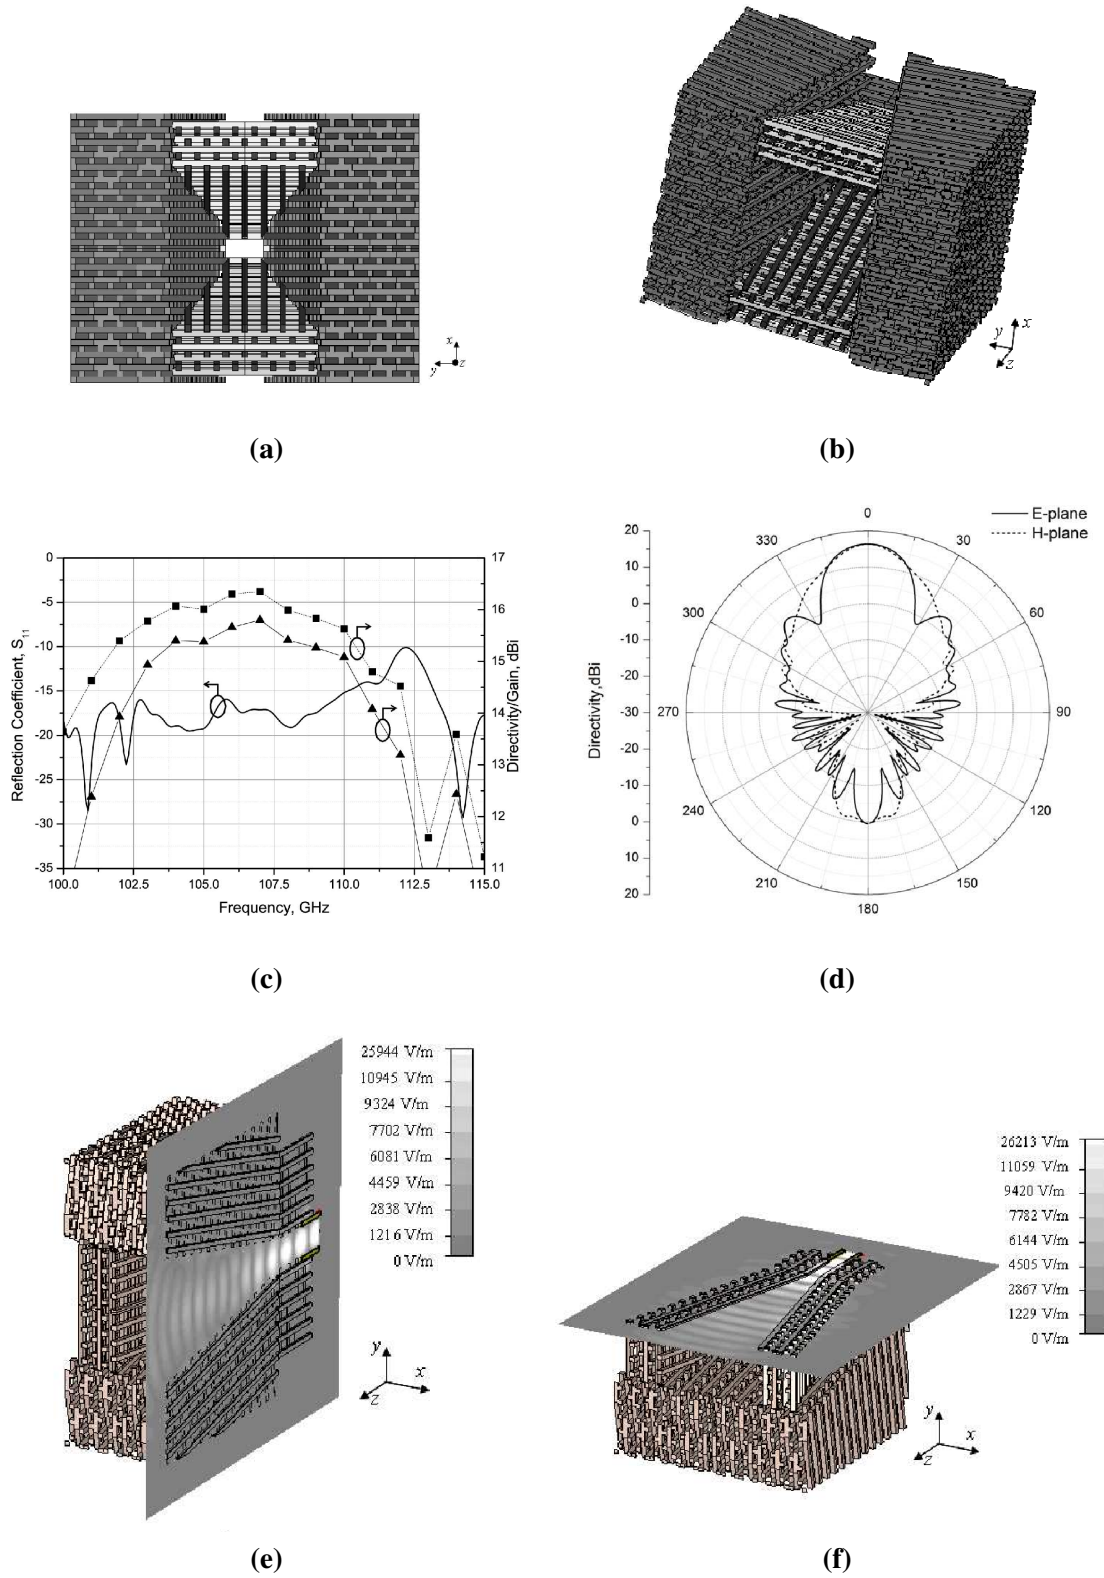 x
y
z
y
x
z
(a)
(b)
0
-5
-10
-15
-20
-25
-30
-35
Reflection Coefficient, S11
17
16
15
14
13
12
11
Directivity/Gain, dBi
100.0 102.5 105.0 107.5 110.0 112.5 115.0
Frequency, GHz
20
10
0
-10
-20
-30
-20
-10
0
10
20
Directivity,dBi
0
30
60
90
120
150
180
210
240
270
300
330
E-plane
H-plane
(c)
(d)
25944 V/m
10945 V/m
9324 V/m
7702 V/m
6081 V/m
4459 V/m
2838 V/m
1216 V/m
0 V/m
y
x
z
26213 V/m
11059 V/m
9420 V/m
7782 V/m
6144 V/m
4505 V/m
2867 V/m
1229 V/m
0 V/m
y
x
z
(e)
(f)